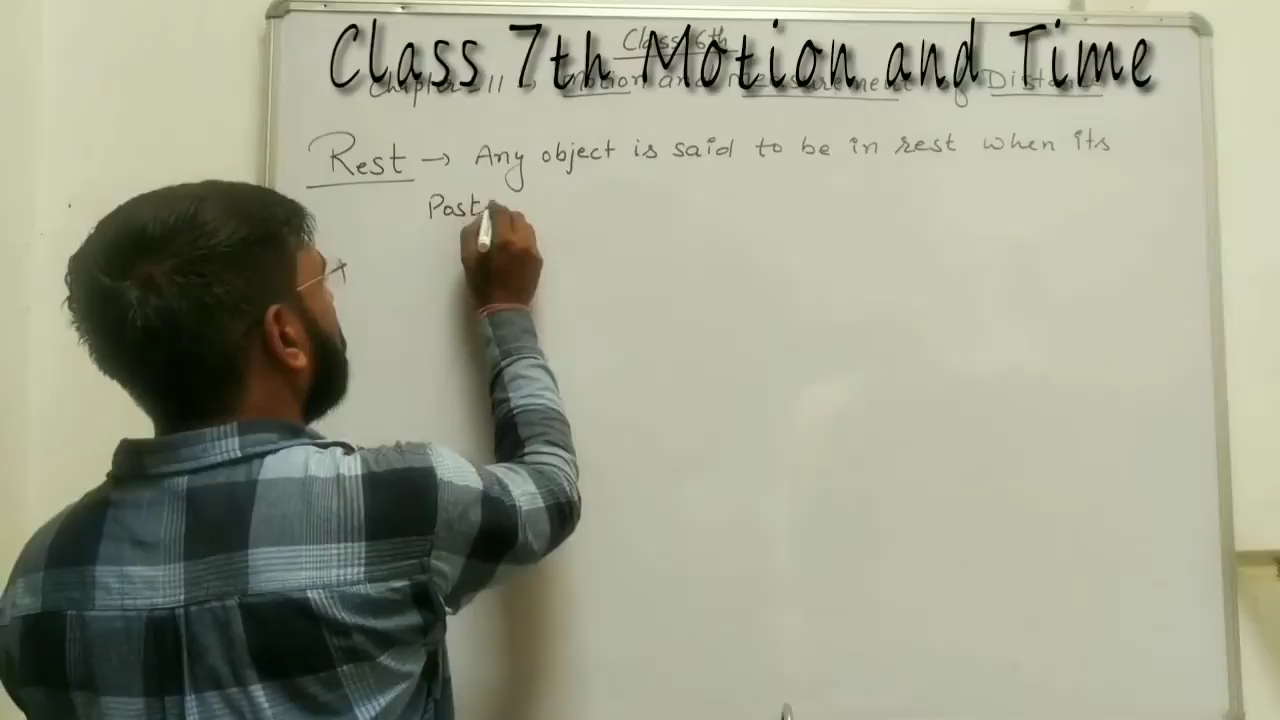 Class 7th Motion and Time
Class 6th
Chapter-11 Motion and Measurement of Distance
Rest → Any object is said to be in rest when its
Post